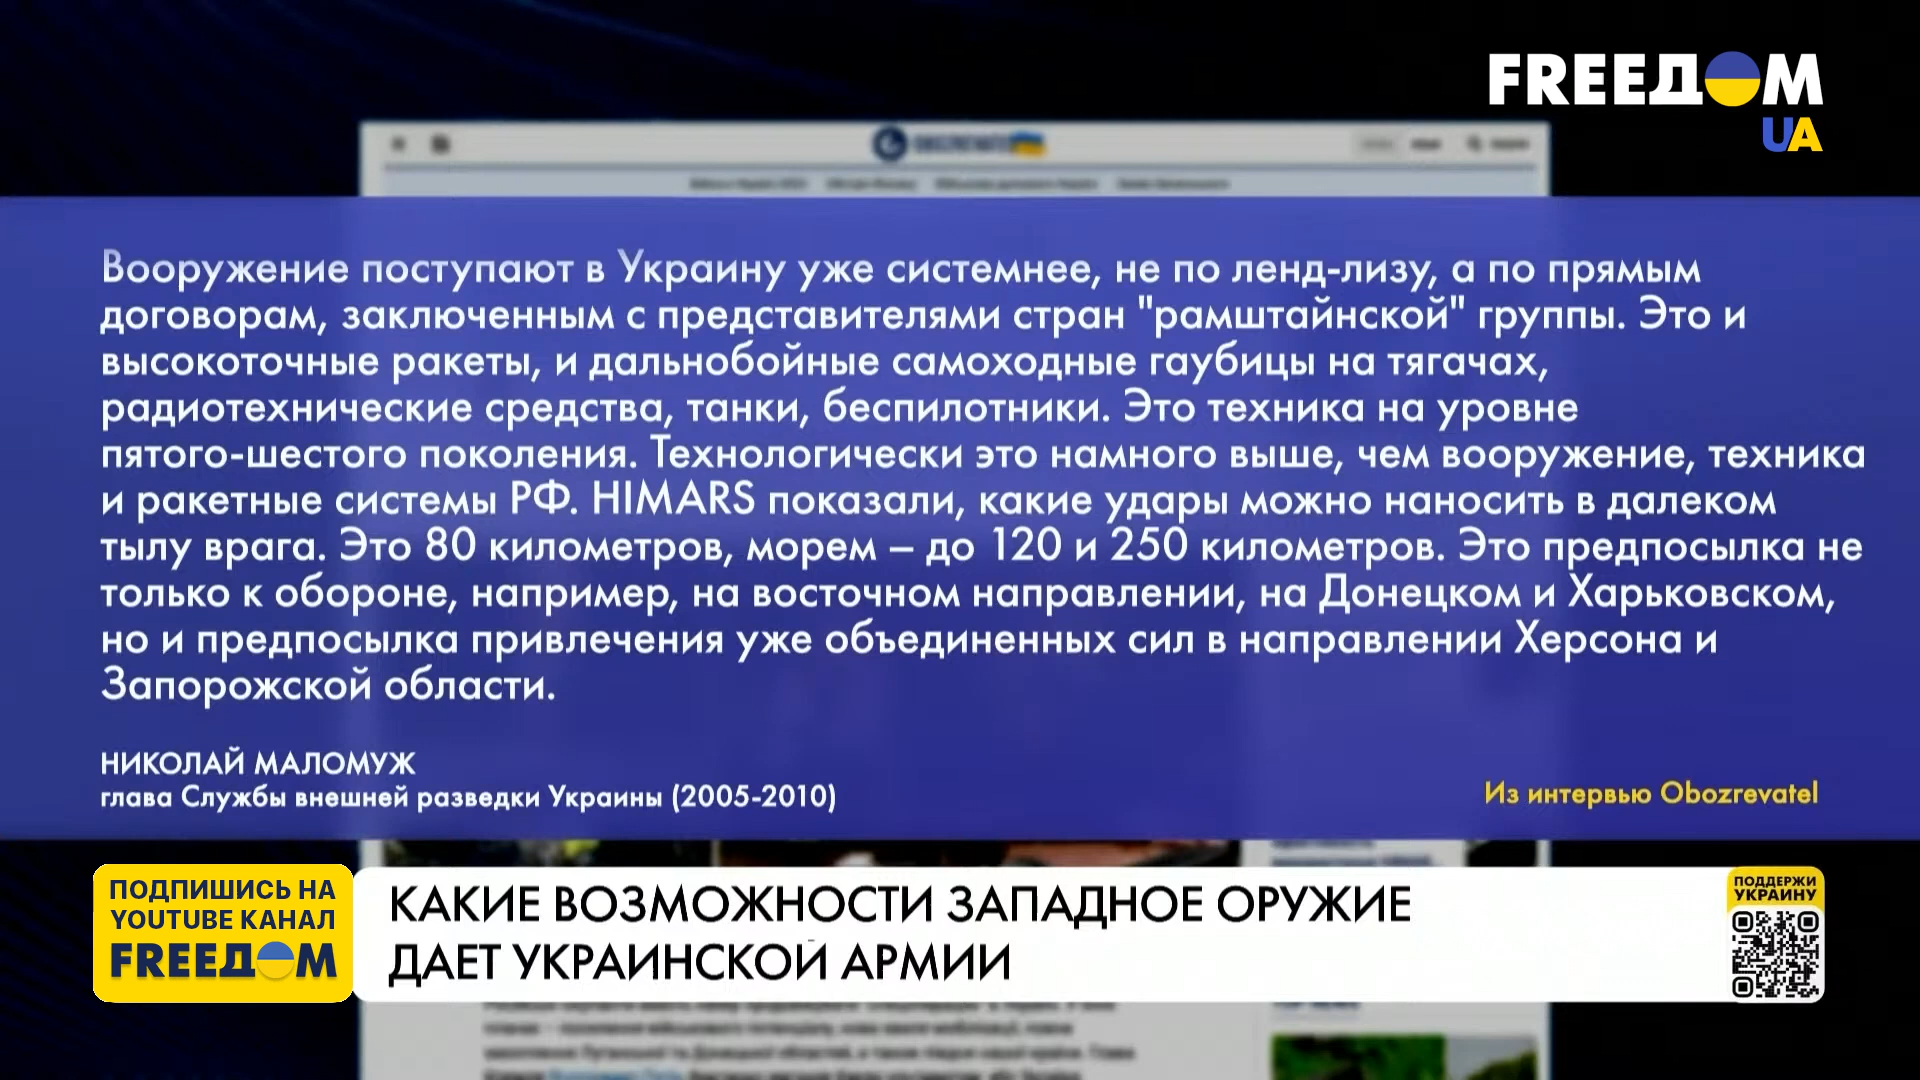 FREEДОМ
UA
Вооружение поступают в Украину уже системнее, не по ленд-лизу, а по прямым
договорам, заключенным с представителями стран "рамштайнской" группы. Это и
высокоточные ракеты, и дальнобойные самоходные гаубицы на тягачах,
радиотехнические средства, танки, беспилотники. Это техника на уровне
пятого-шестого поколения. Технологически это намного выше, чем вооружение, техника
и ракетные системы РФ. HIMARS показали, какие удары можно наносить в далеком
тылу врага. Это 80 километров, морем – до 120 и 250 километров. Это предпосылка не
только к обороне, например, на восточном направлении, на Донецком и Харьковском,
но и предпосылка привлечения уже объединенных сил в направлении Херсона и
Запорожской области.
НИКОЛАЙ МАЛОМУЖ
глава Службы внешней разведки Украины (2005-2010)
Из интервью Obozrevatel
ПОДПИШИСЬ НА
YOUTUBE КАНАЛ
FREEДОМ
КАКИЕ ВОЗМОЖНОСТИ ЗАПАДНОЕ ОРУЖИЕ
ДАЕТ УКРАИНСКОЙ АРМИИ
ПОДДЕРЖИ
УКРАИНУ